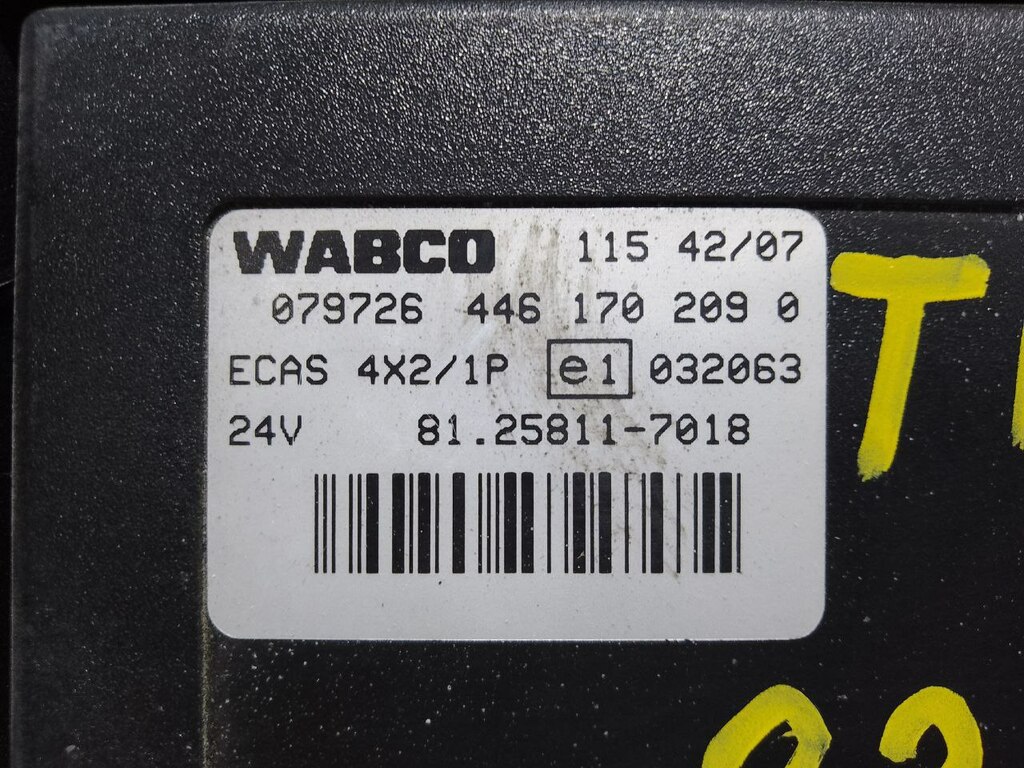 WABCO 115 42/07
079726 446 170 209 0
ECAS 4X2/1P e1 032063
24V 81.25811-7018